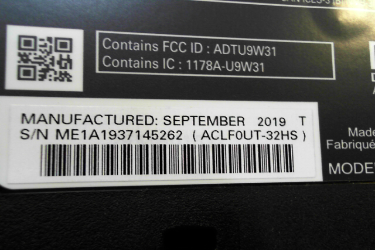 Contains FCC ID : ADTU9W31
Contains IC : 1178A-U9W31
MANUFACTURED: SEPTEMBER 2019 T
S/N ME1A1937145262 ( ACLF0UT-32HS )
Made
Fabriqué
MODE